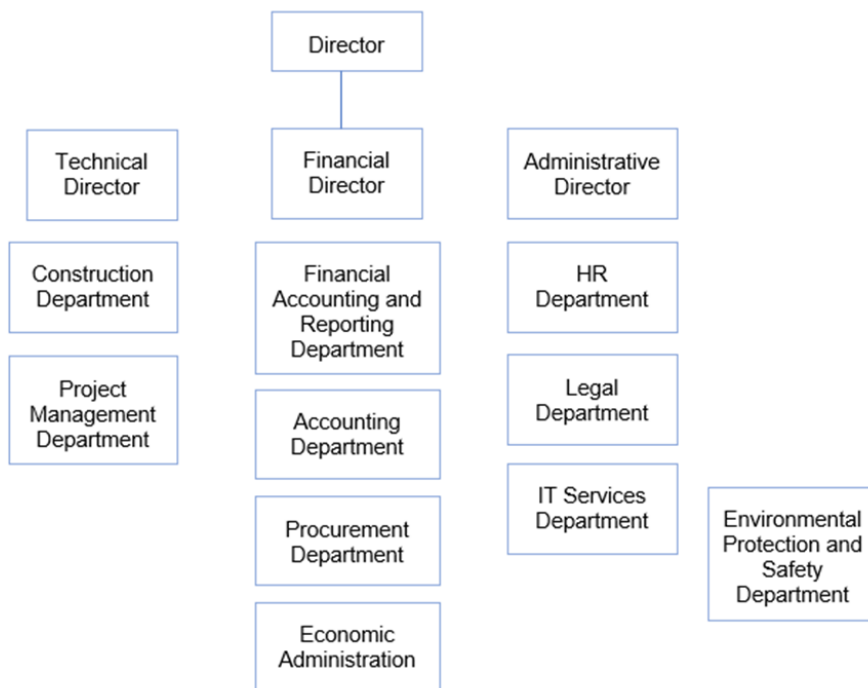 Director
Technical
Director
Financial
Director
Administrative
Director
Construction
Department
Financial
Accounting and
Reporting
Department
HR
Department
Project
Management
Department
Accounting
Department
Legal
Department
Procurement
Department
IT Services
Department
Environmental
Protection and
Safety
Department
Economic
Administration